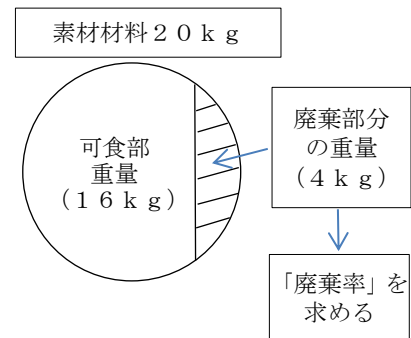 素材材料２０ｋｇ
可食部
重量
（１６ｋｇ）
廃棄部分
の重量
（４ｋｇ）
「廃棄率」を
求める